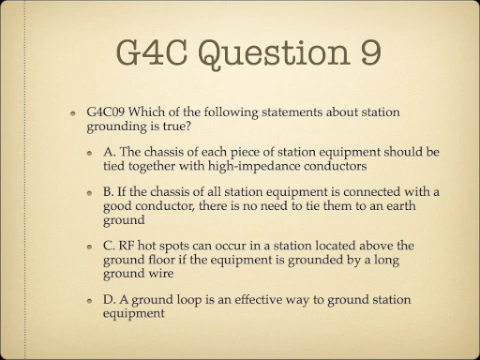 G4C Question 9
G4C09 Which of the following statements about station
grounding is true?
A. The chassis of each piece of station equipment should be
tied together with high-impedance conductors
B. If the chassis of all station equipment is connected with a
good conductor, there is no need to tie them to an earth
ground
C. RF hot spots can occur in a station located above the
ground floor if the equipment is grounded by a long
ground wire
D. A ground loop is an effective way to ground station
equipment